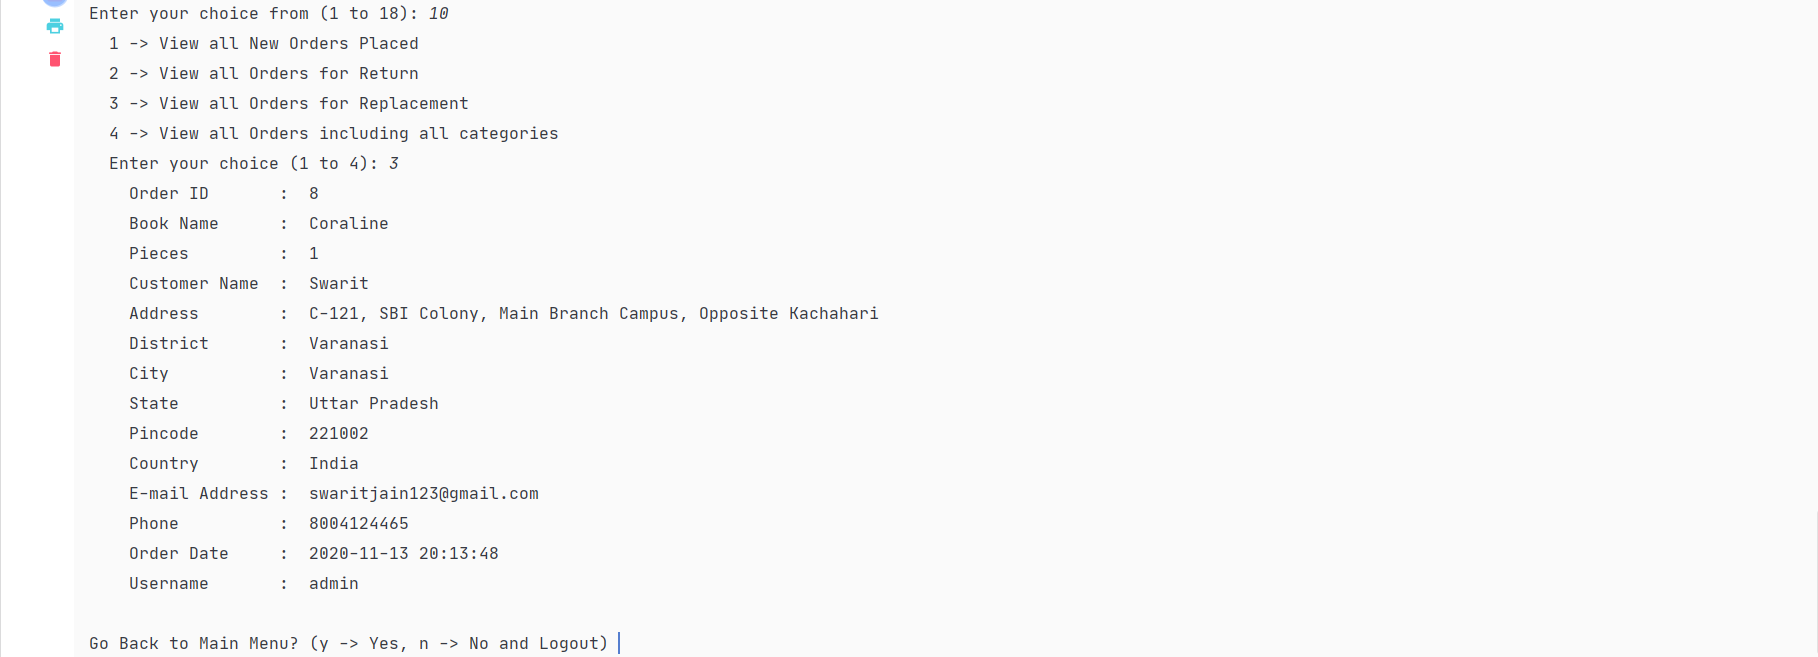 Enter your choice from (1 to 18): 10
1 -> View all New Orders Placed
2 -> View all Orders for Return
3 -> View all Orders for Replacement
4 -> View all Orders including all categories
Enter your choice (1 to 4): 3
Order ID : 8
Book Name : Coraline
Pieces : 1
Customer Name : Swarit
Address : C-121, SBI Colony, Main Branch Campus, Opposite Kachahari
District : Varanasi
City : Varanasi
State : Uttar Pradesh
Pincode : 221002
Country : India
E-mail Address : swaritjain123@gmail.com
Phone : 8004124465
Order Date : 2020-11-13 20:13:48
Username : admin
Go Back to Main Menu? (y -> Yes, n -> No and Logout)